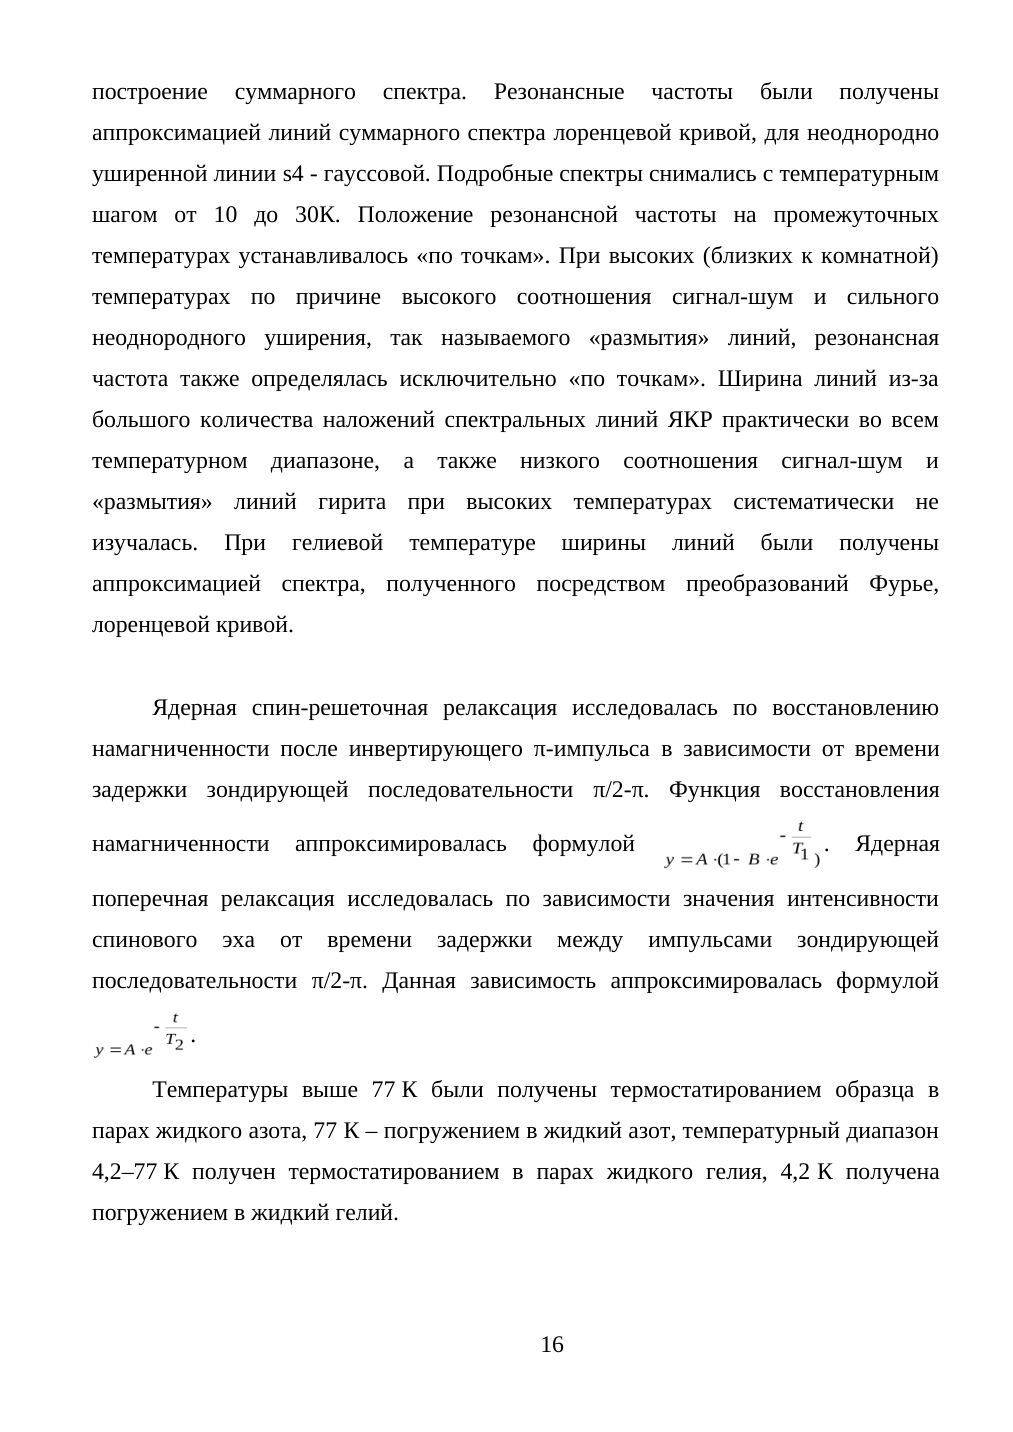 построение суммарного спектра. Резонансные частоты были получены
аппроксимацией линий суммарного спектра лоренцевой кривой, для неоднородно
уширенной линии s4 - гауссовой. Подробные спектры снимались с температурным
шагом от 10 до 30К. Положение резонансной частоты на промежуточных
температурах устанавливалось «по точкам». При высоких (близких к комнатной)
температурах по причине высокого соотношения сигнал-шум и сильного
неоднородного уширения, так называемого «размытия» линий, резонансная
частота также определялась исключительно «по точкам». Ширина линий из-за
большого количества наложений спектральных линий ЯКР практически во всем
температурном диапазоне, а также низкого соотношения сигнал-шум и
«размытия» линий гирита при высоких температурах систематически не
изучалась. При гелиевой температуре ширины линий были получены
аппроксимацией спектра, полученного посредством преобразований Фурье,
лоренцевой кривой.
Ядерная спин-решеточная релаксация исследовалась по восстановлению
намагниченности после инвертирующего π-импульса в зависимости от времени
задержки зондирующей последовательности π/2-π. Функция восстановления
намагниченности аппроксимировалась формулой y = A·(1- B·e^{-t/T_1}). Ядерная
поперечная релаксация исследовалась по зависимости значения интенсивности
спинового эха от времени задержки между импульсами зондирующей
последовательности π/2-π. Данная зависимость аппроксимировалась формулой
y = A·e^{-t/T_2}.
Температуры выше 77 К были получены термостатированием образца в
парах жидкого азота, 77 К – погружением в жидкий азот, температурный диапазон
4,2–77 К получен термостатированием в парах жидкого гелия, 4,2 К получена
погружением в жидкий гелий.
16